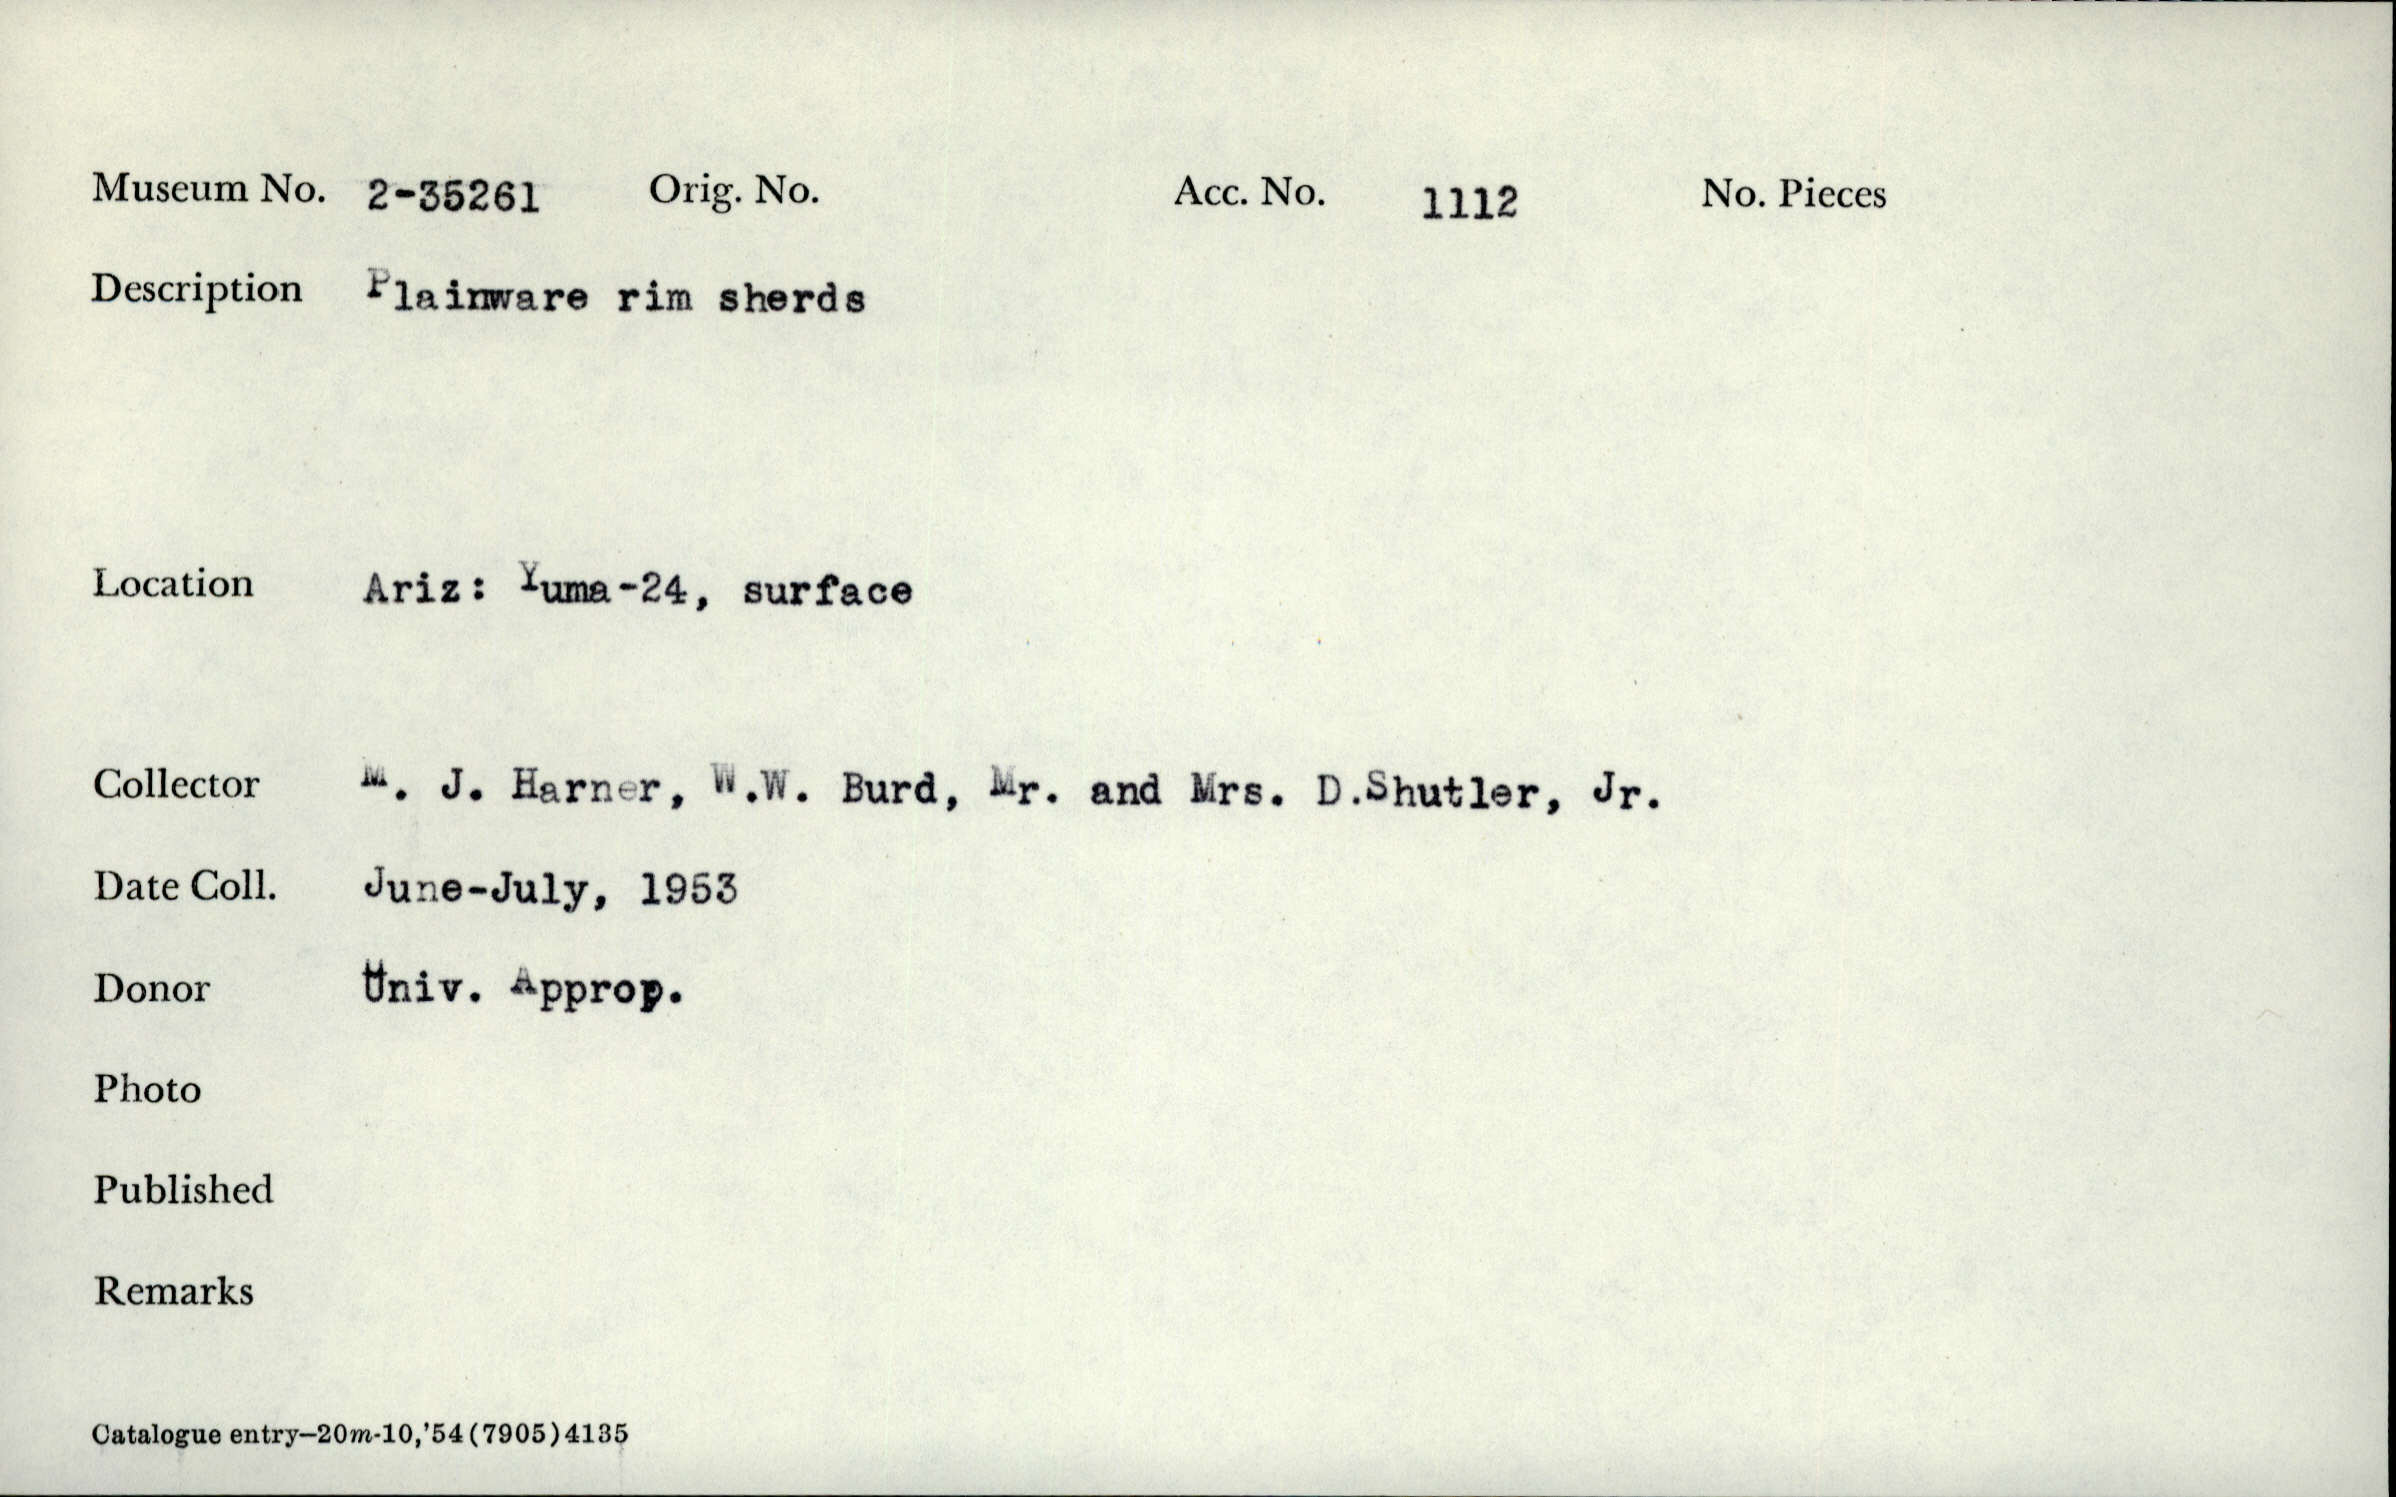 Museum No. 2-35261 Orig. No. Acc. No. 1112 No. Pieces
Description Plainware rim sherds
Location Ariz: Yuma-24, surface
Collector M. J. Harner, W.W. Burd, Mr. and Mrs. D.Shutler, Jr.
Date Coll. June-July, 1953
Donor Univ. Approp.
Photo
Published
Remarks
Catalogue entry—20m-10,'54(7905)4135